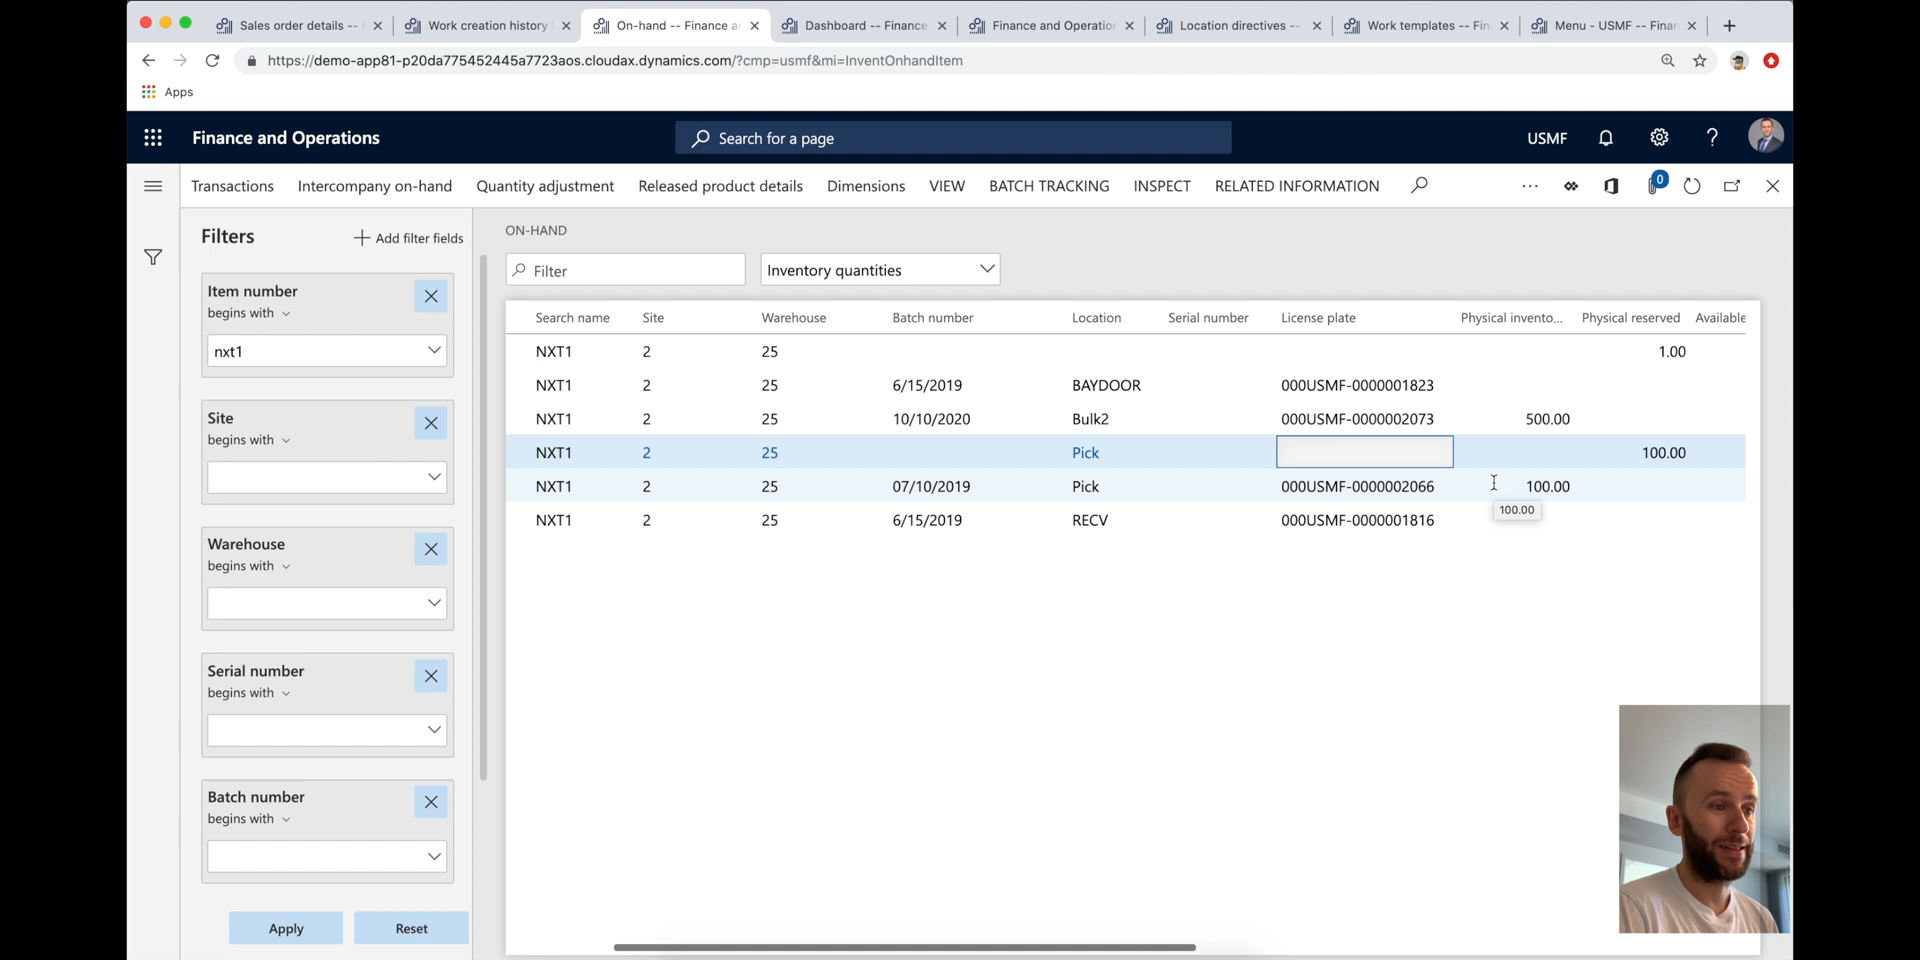 Sales order details --
Work creation history
On-hand -- Finance a
Dashboard -- Finance
Finance and Operation
Location directives --
Work templates -- Fin
Menu - USMF -- Finan
https://demo-app81-p20da775452445a7723aos.cloudax.dynamics.com/?cmp=usmf&mi=InventOnhandItem
Apps
Finance and Operations
Search for a page
USMF
Transactions Intercompany on-hand Quantity adjustment Released product details Dimensions VIEW BATCH TRACKING INSPECT RELATED INFORMATION
0
Filters
Add filter fields
Item number
begins with
nxt1
Site
begins with
Warehouse
begins with
Serial number
begins with
Batch number
begins with
Apply Reset
ON-HAND
Filter
Inventory quantities
Search name Site Warehouse Batch number Location Serial number License plate Physical invento... Physical reserved Available
NXT1 2 25 1.00
NXT1 2 25 6/15/2019 BAYDOOR 000USMF-0000001823
NXT1 2 25 10/10/2020 Bulk2 000USMF-0000002073 500.00
NXT1 2 25 Pick 100.00
NXT1 2 25 07/10/2019 Pick 000USMF-0000002066 100.00
100.00
NXT1 2 25 6/15/2019 RECV 000USMF-0000001816